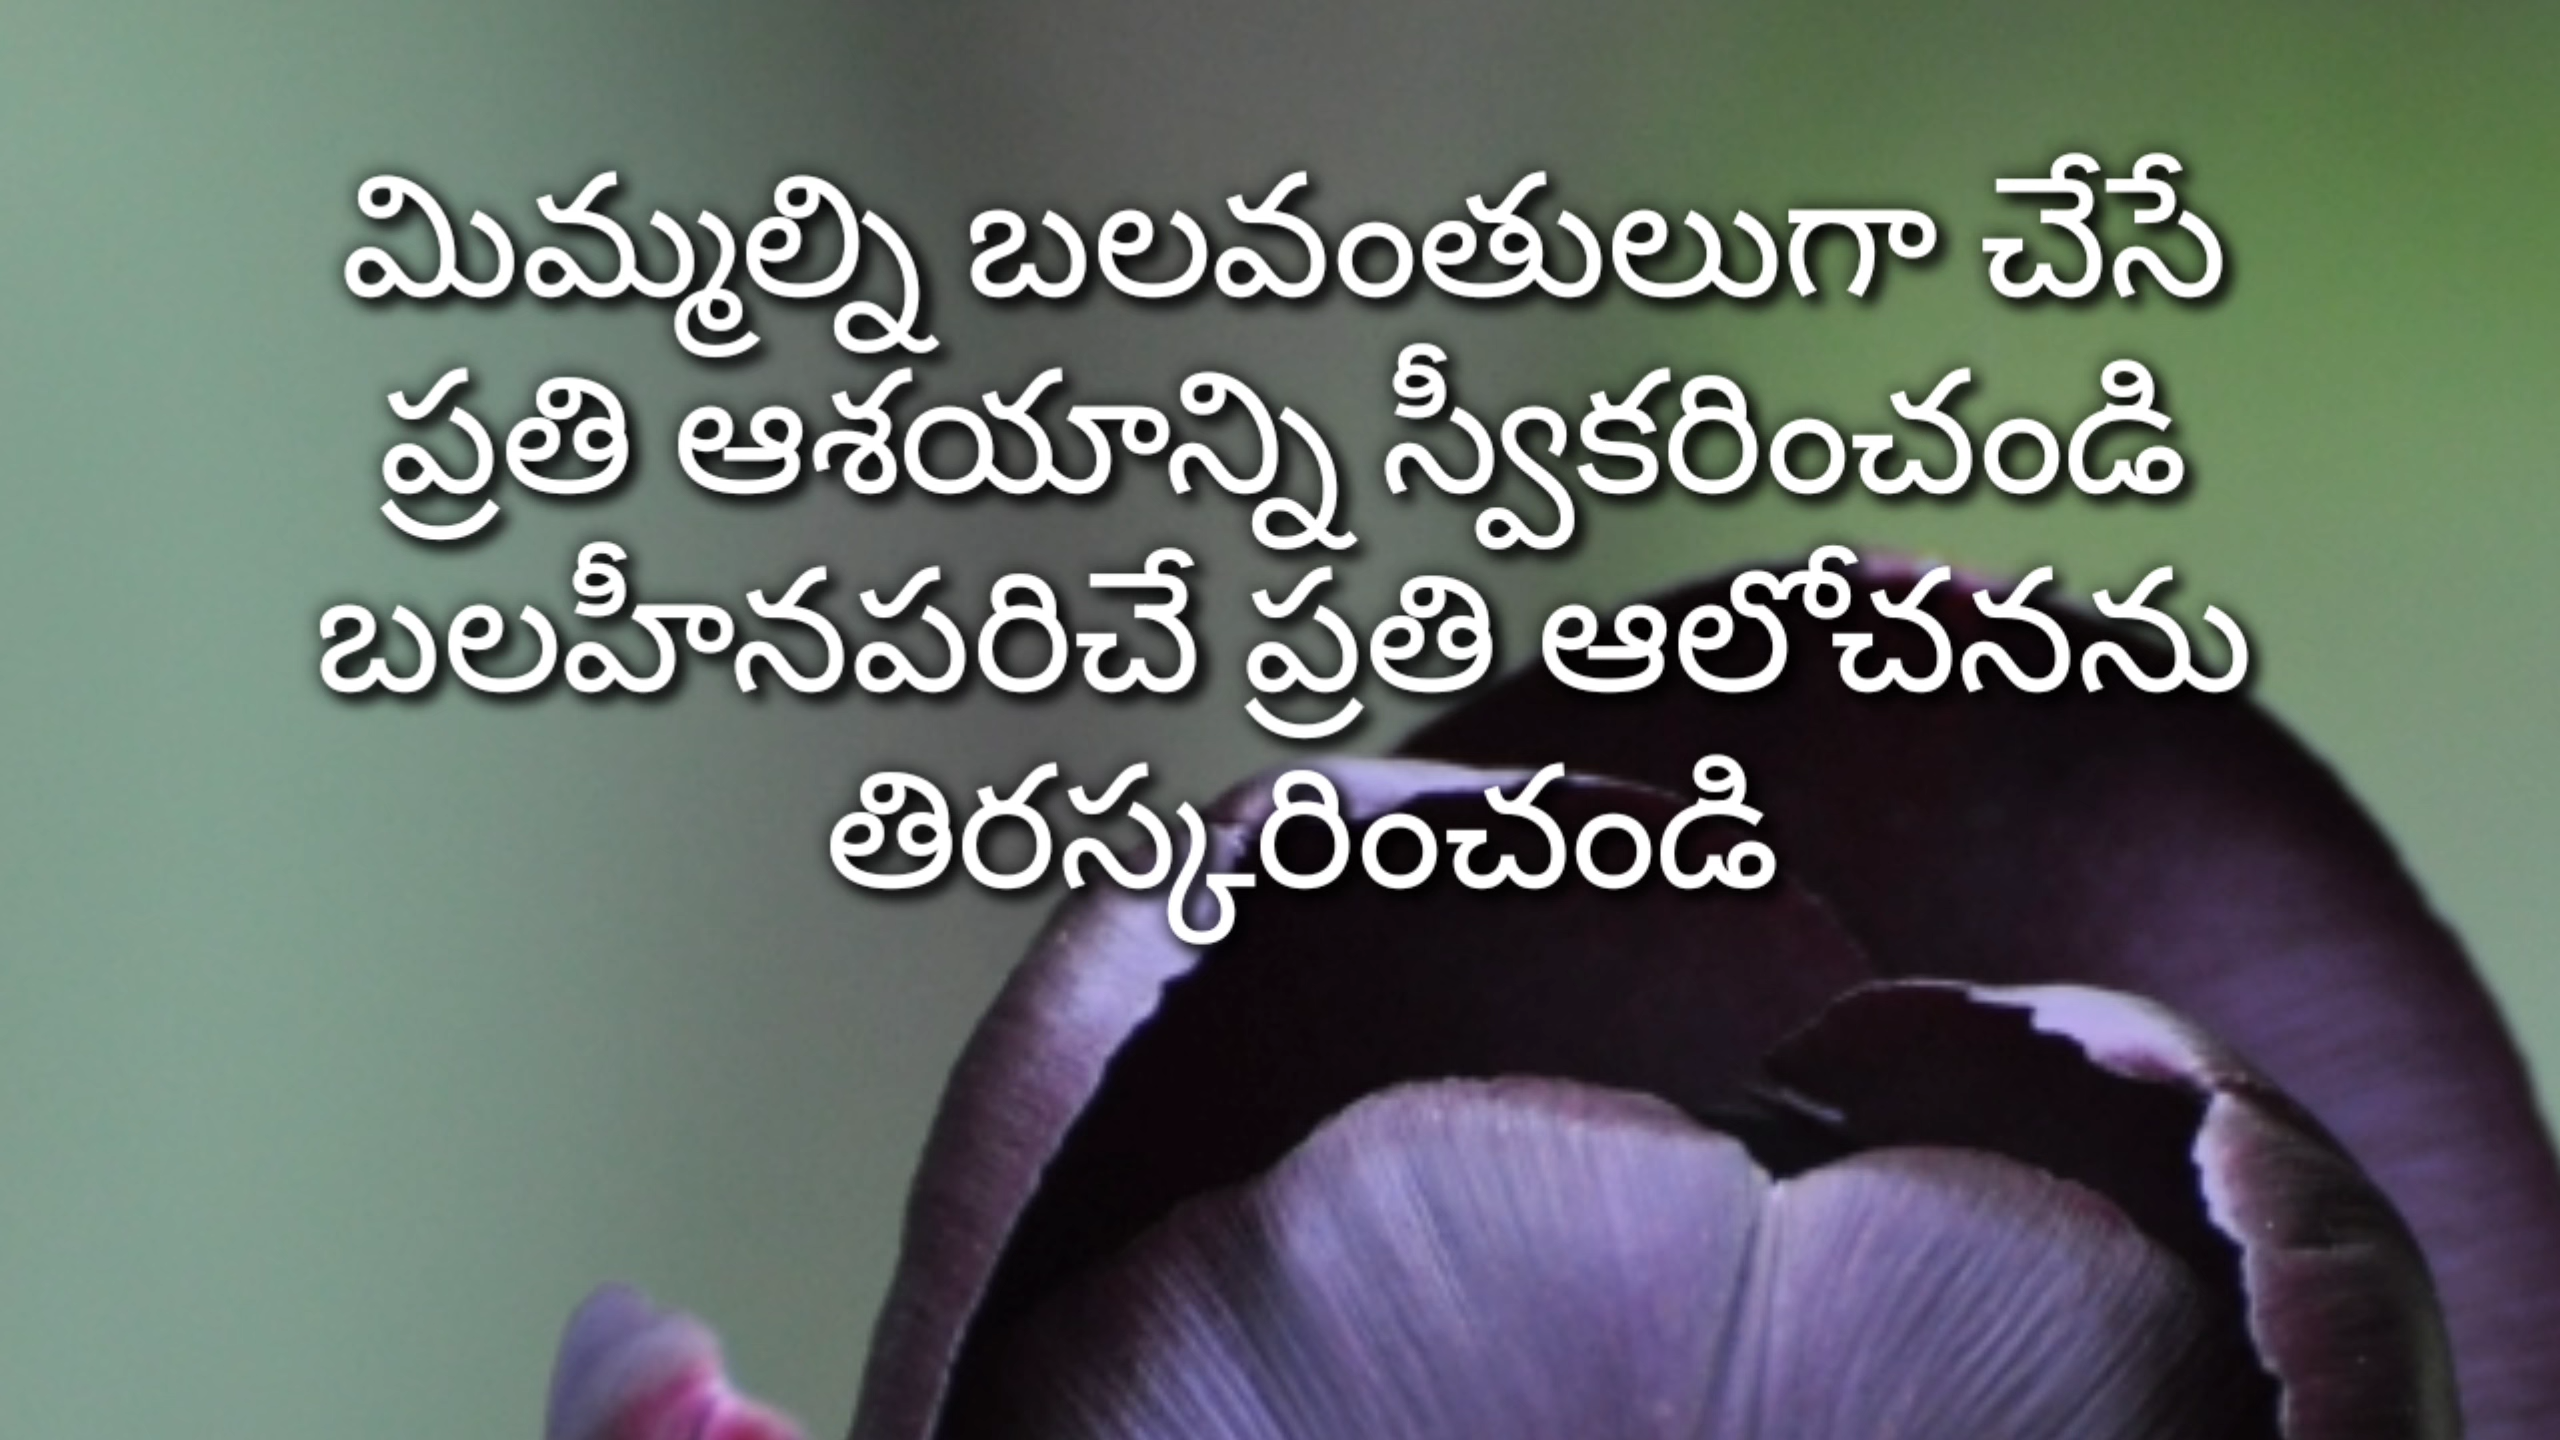 మిమ్మల్ని బలవంతులుగా చేసే
ప్రతి ఆశయాన్ని స్వీకరించండి
బలహీనపరిచే ప్రతి ఆలోచనను
తిరస్కరించండి